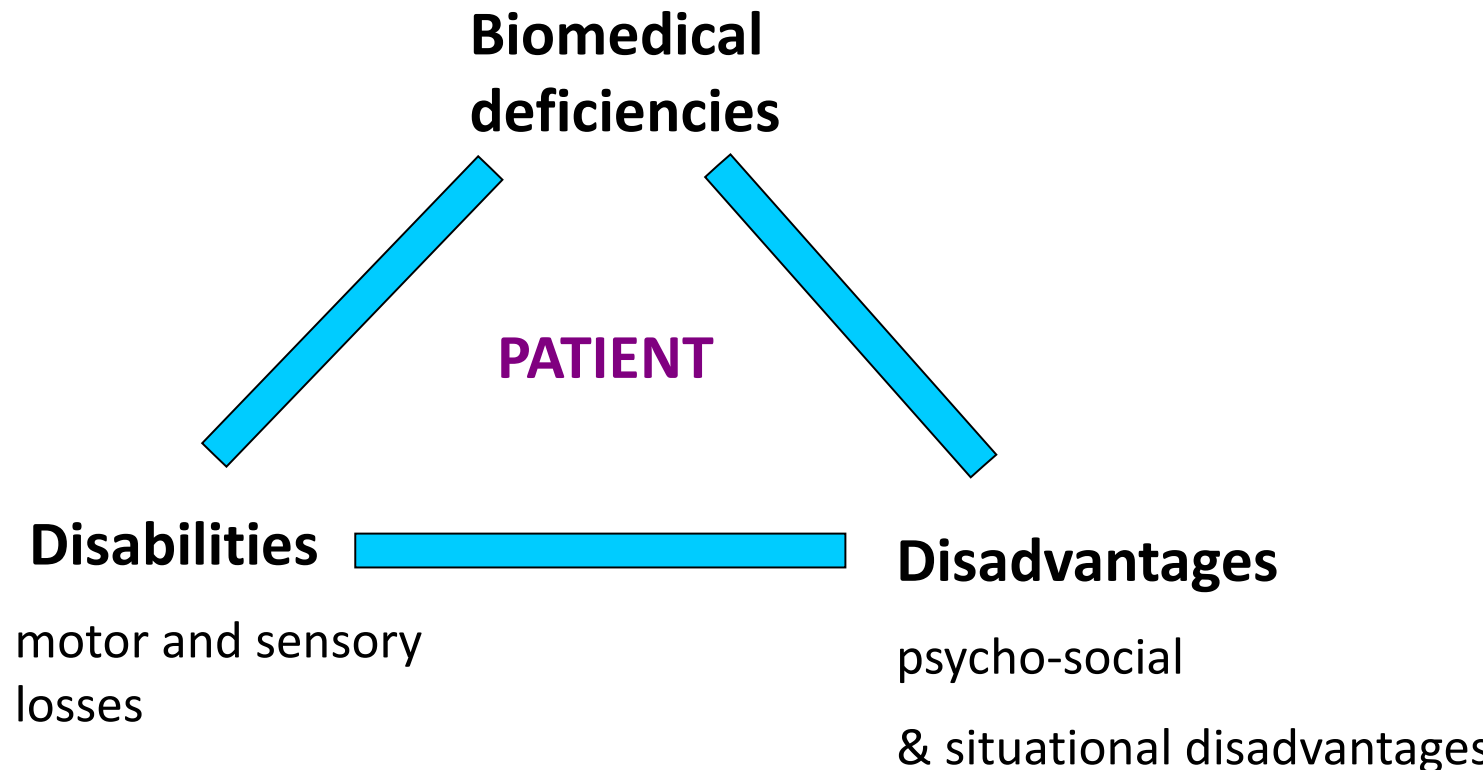 Biomedical
deficiencies
PATIENT
Disabilities
motor and sensory
losses
Disadvantages
psycho-social
& situational disadvantages